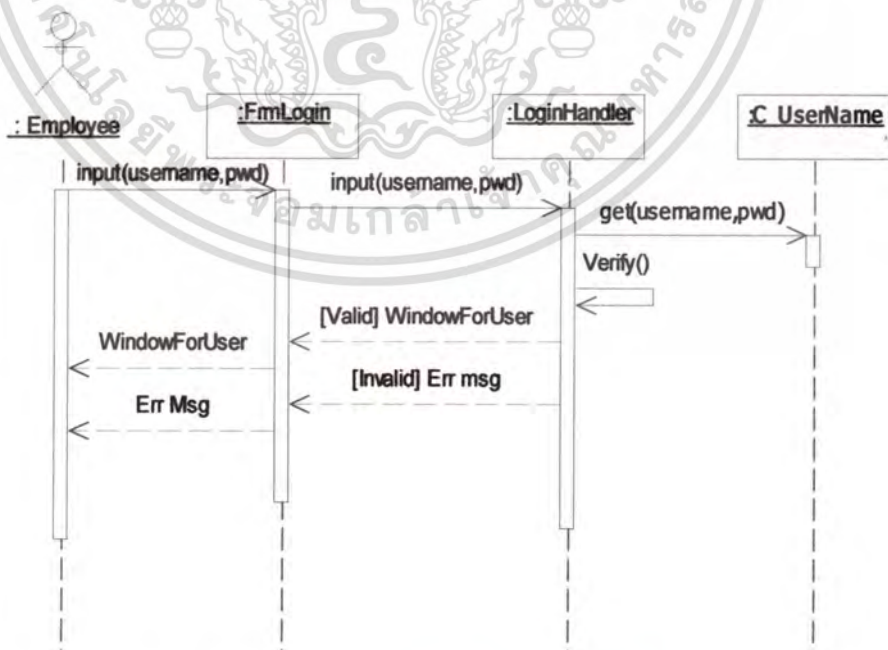 : Employee
:FrmLogin
:LoginHandler
:C UserName
input(username,pwd)
input(username,pwd)
get(username,pwd)
Verify()
[Valid] WindowForUser
WindowForUser
[Invalid] Err msg
Err Msg